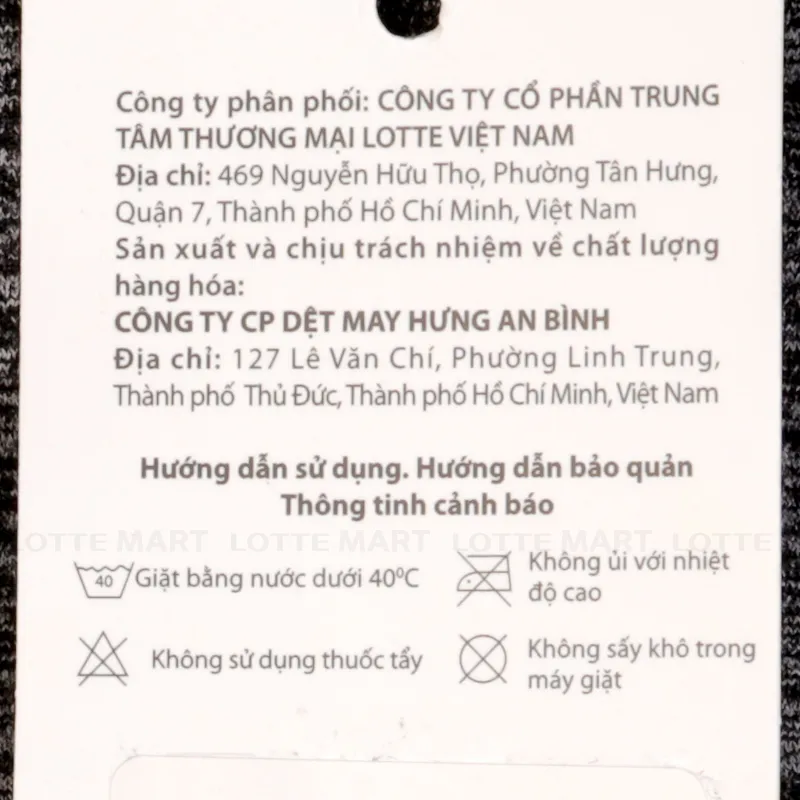 Công ty phân phối: CÔNG TY CỔ PHẦN TRUNG
TÂM THƯƠNG MẠI LOTTE VIỆT NAM
Địa chỉ: 469 Nguyễn Hữu Thọ, Phường Tân Hưng,
Quận 7, Thành phố Hồ Chí Minh, Việt Nam
Sản xuất và chịu trách nhiệm về chất lượng
hàng hóa:
CÔNG TY CP DỆT MAY HƯNG AN BÌNH
Địa chỉ: 127 Lê Văn Chí, Phường Linh Trung,
Thành phố Thủ Đức, Thành phố Hồ Chí Minh, Việt Nam
Hướng dẫn sử dụng. Hướng dẫn bảo quản
Thông tinh cảnh báo
LOTTE MART LOTTE MART LOTTE MART LOTTE
40 Giặt bằng nước dưới 40⁰C
Không ủi với nhiệt
độ cao
Không sử dụng thuốc tẩy
Không sấy khô trong
máy giặt